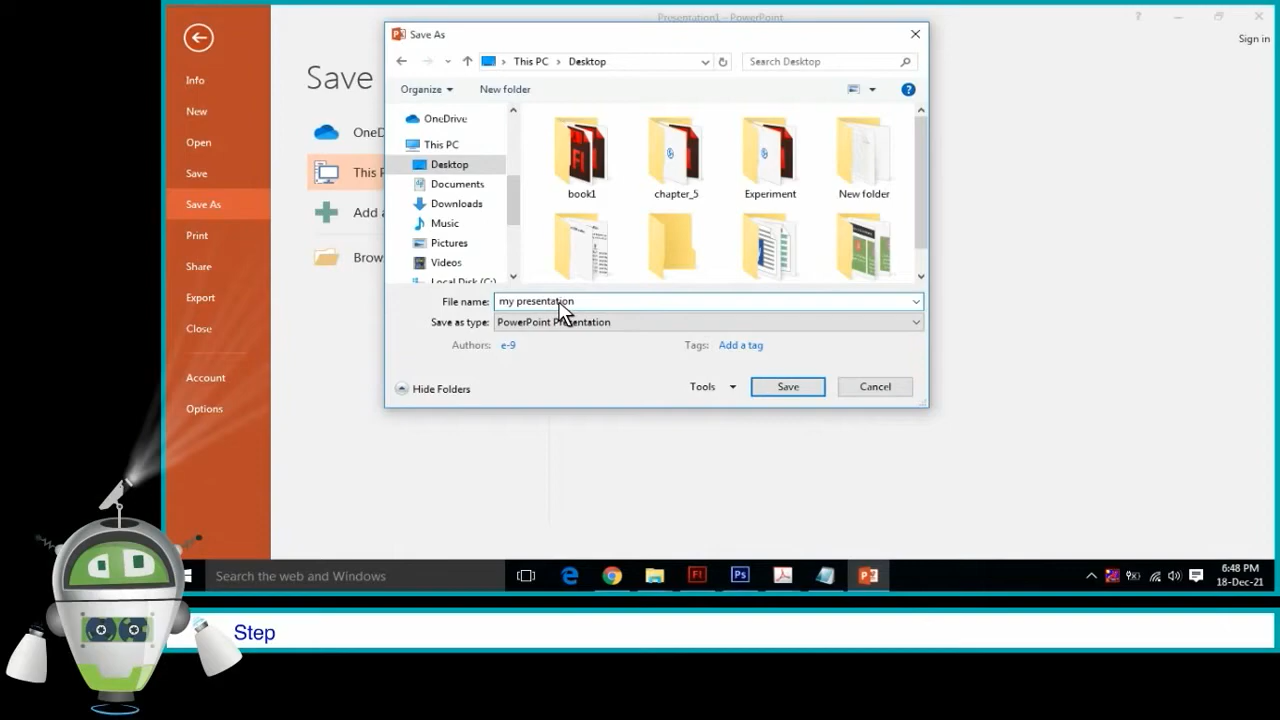 Presentation1 - PowerPoint
Sign in
Save As
This PC
Desktop
Search Desktop
Organize
New folder
Info
New
Open
Save
Save As
Print
Share
Export
Close
Account
Options
Save
OneD
This P
Add a
Brow
OneDrive
This PC
Desktop
Documents
Downloads
Music
Pictures
Videos
Local Disk (C:)
book1
chapter_5
Experiment
New folder
File name: my presentation
Save as type: PowerPoint Presentation
Authors: e-9
Tags: Add a tag
Hide Folders
Tools
Save
Cancel
Search the web and Windows
6:48 PM
18-Dec-21
Step